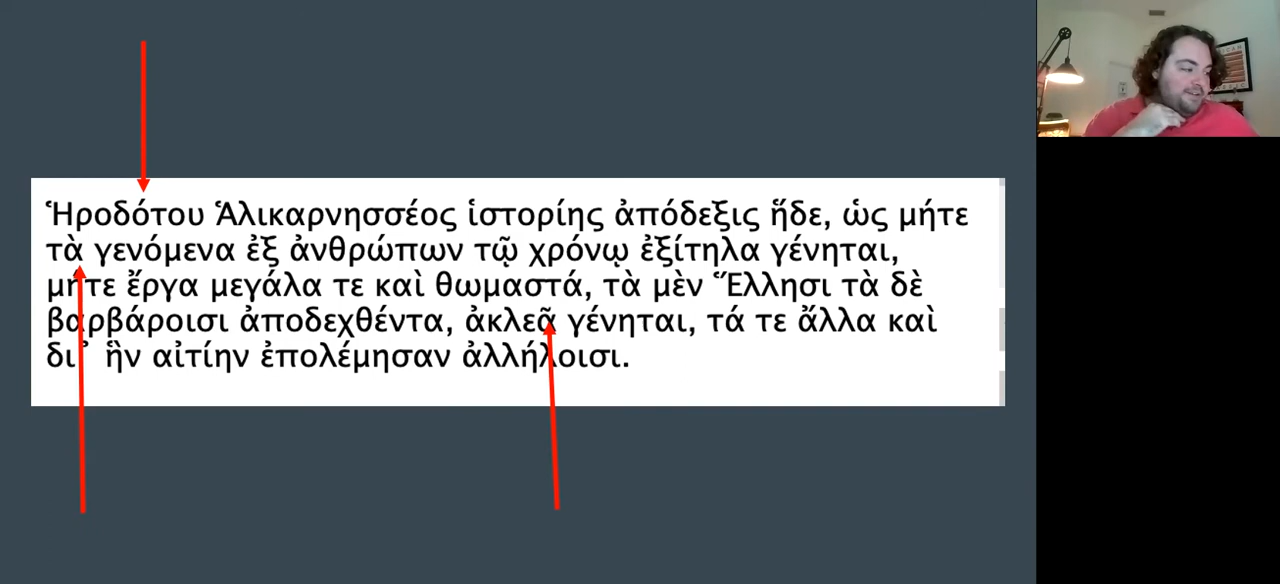 Ἡροδότου Ἁλικαρνησσέος ἱστορίης ἀπόδεξις ἥδε, ὡς μήτε
τὰ γενόμενα ἐξ ἀνθρώπων τῷ χρόνῳ ἐξίτηλα γένηται,
μήτε ἔργα μεγάλα τε καὶ θωμαστά, τὰ μὲν Ἕλλησι τὰ δὲ
βαρβάροισι ἀποδεχθέντα, ἀκλεᾶ γένηται, τά τε ἄλλα καὶ
δι᾽ ἣν αἰτίην ἐπολέμησαν ἀλλήλοισι.